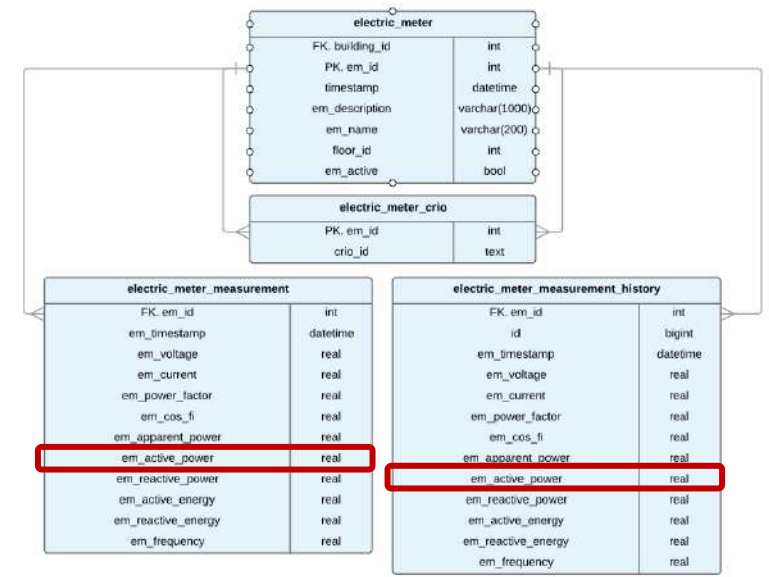 electric_meter
FK. building_id int
PK. em_id int
timestamp datetime
em_description varchar(1000)
em_name varchar(200)
floor_id int
em_active bool
electric_meter_crio
PK. em_id int
crio_id text
electric_meter_measurement
FK. em_id int
em_timestamp datetime
em_voltage real
em_current real
em_power_factor real
em_cos_fi real
em_apparent_power real
em_active_power real
em_reactive_power real
em_active_energy real
em_reactive_energy real
em_frequency real
electric_meter_measurement_history
FK. em_id int
id bigint
em_timestamp datetime
em_voltage real
em_current real
em_power_factor real
em_cos_fi real
em_apparent_power real
em_active_power real
em_reactive_power real
em_active_energy real
em_reactive_energy real
em_frequency real